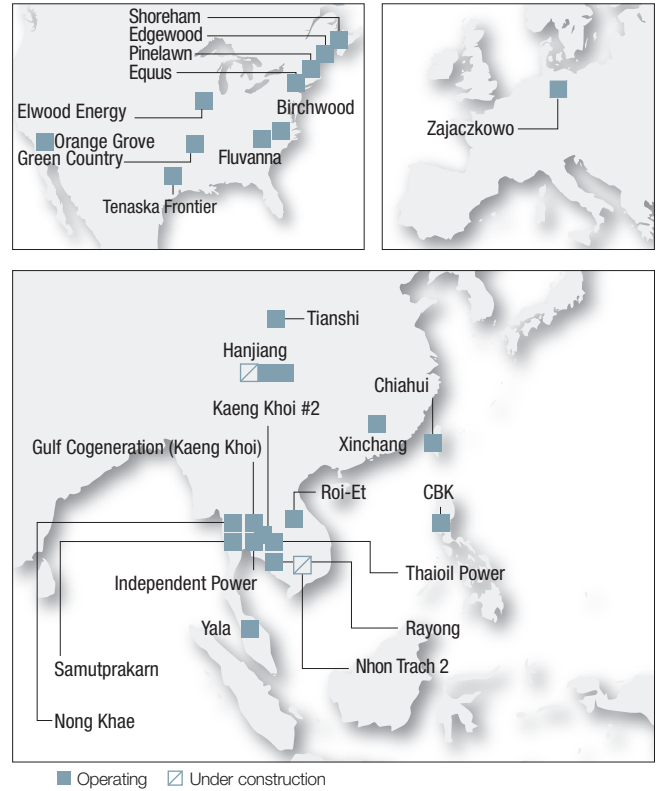 Shoreham
Edgewood
Pinelawn
Equus
Birchwood
Elwood Energy
Orange Grove
Green Country
Fluvanna
Tenaska Frontier
Zajaczkowo
Tianshi
Hanjiang
Chiahui
Kaeng Khoi #2
Xinchang
Gulf Cogeneration (Kaeng Khoi)
Roi-Et
CBK
Independent Power
Thaioil Power
Yala
Rayong
Samutprakarn
Nhon Trach 2
Nong Khae
Operating
Under construction